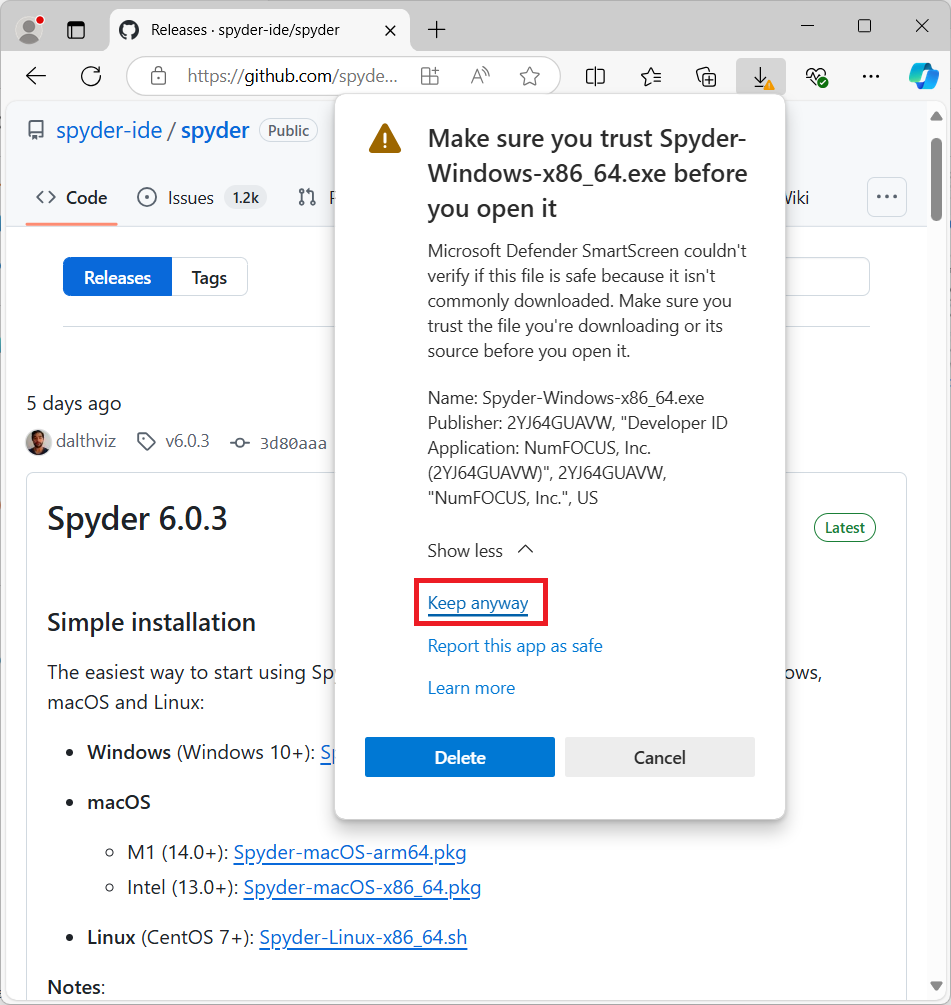 Releases · spyder-ide/spyder
https://github.com/spyde...
spyder-ide / spyder Public
Code Issues 1.2k
Releases Tags
5 days ago
dalthviz v6.0.3 3d80aaa
Spyder 6.0.3
Latest
Simple installation
The easiest way to start using
macOS and Linux:
• Windows (Windows 10+):
• macOS
M1 (14.0+): Spyder-macOS-arm64.pkg
Intel (13.0+): Spyder-macOS-x86_64.pkg
• Linux (CentOS 7+): Spyder-Linux-x86_64.sh
Notes:
Make sure you trust Spyder-
Windows-x86_64.exe before
you open it
Microsoft Defender SmartScreen couldn't
verify if this file is safe because it isn't
commonly downloaded. Make sure you
trust the file you're downloading or its
source before you open it.
Name: Spyder-Windows-x86_64.exe
Publisher: 2YJ64GUAVW, "Developer ID
Application: NumFOCUS, Inc.
(2YJ64GUAVW)", 2YJ64GUAVW,
"NumFOCUS, Inc.", US
Show less
Keep anyway
Report this app as safe
Learn more
Delete Cancel